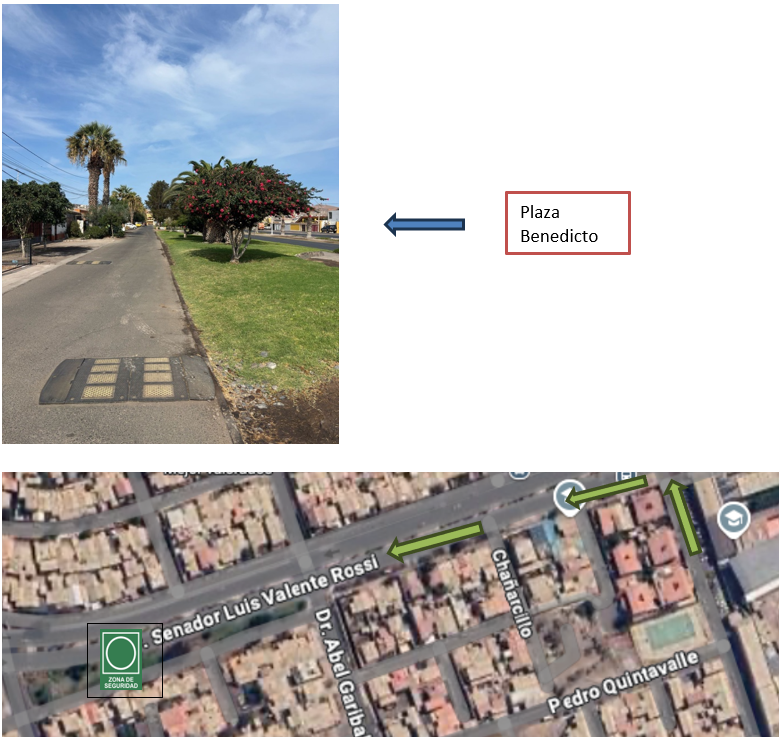 Plaza
Benedicto
. Senador Luis Valente Rossi
Chañarcillo
Dr. Abel Garibal
Pedro Quintavalle
ZONA DE
SEGURIDAD